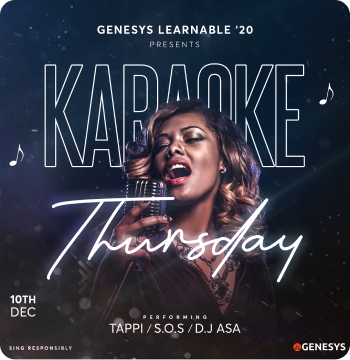 GENESYS LEARNABLE '20
PRESENTS
KARAOKE
Thursday
10TH
DEC
PERFORMING
TAPPI / S.O.S / D.J ASA
SING RESPONSIBLY
GENESYS